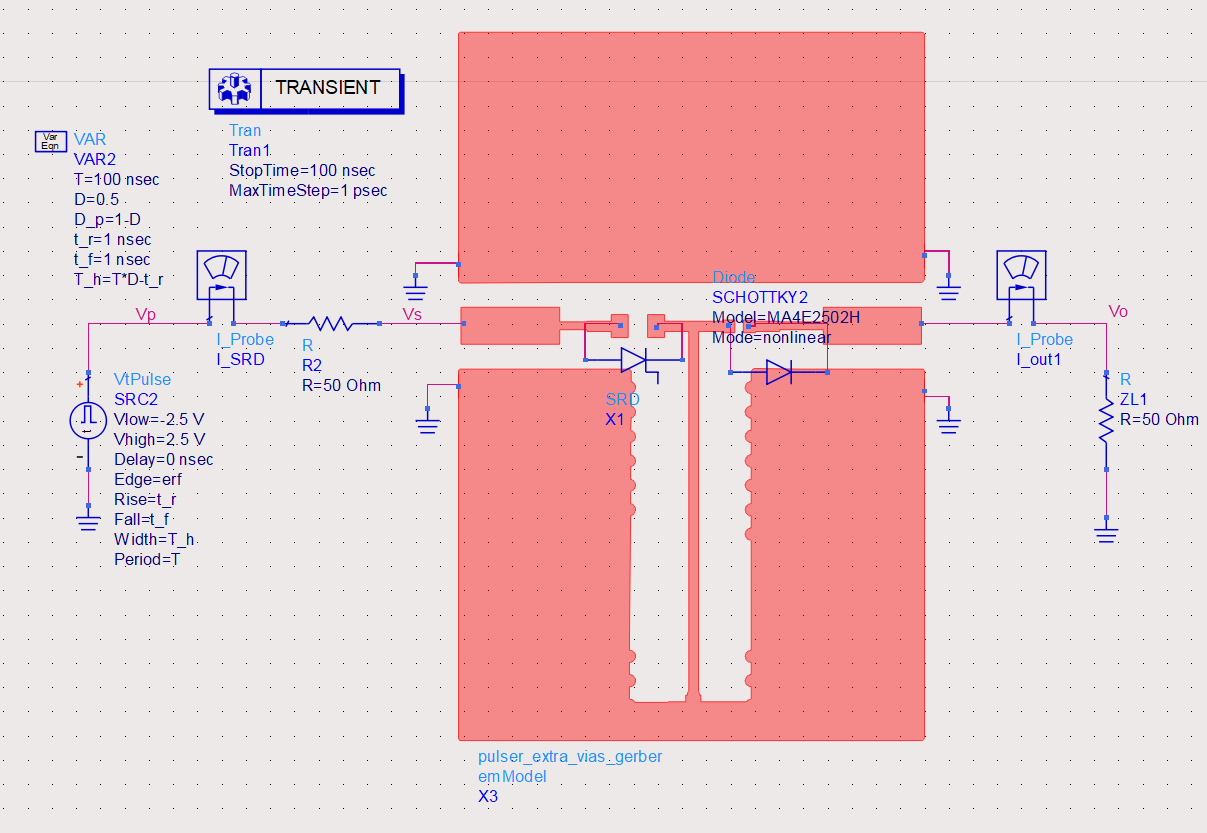 TRANSIENT
Tran
Tran1
StopTime=100 nsec
MaxTimeStep=1 psec
Var
Eqn
VAR
VAR2
T=100 nsec
D=0.5
D_p=1-D
t_r=1 nsec
t_f=1 nsec
T_h=T*D-t_r
Vp
I_Probe
I_SRD
R
R2
R=50 Ohm
Vs
VtPulse
SRC2
Vlow=-2.5 V
Vhigh=2.5 V
Delay=0 nsec
Edge=erf
Rise=t_r
Fall=t_f
Width=T_h
Period=T
+
-
t
SRD
X1
Diode
SCHOTTKY2
Model=MA4E2502H
Mode=nonlinear
I_Probe
I_out1
Vo
R
ZL1
R=50 Ohm
pulser_extra_vias_gerber
emModel
X3